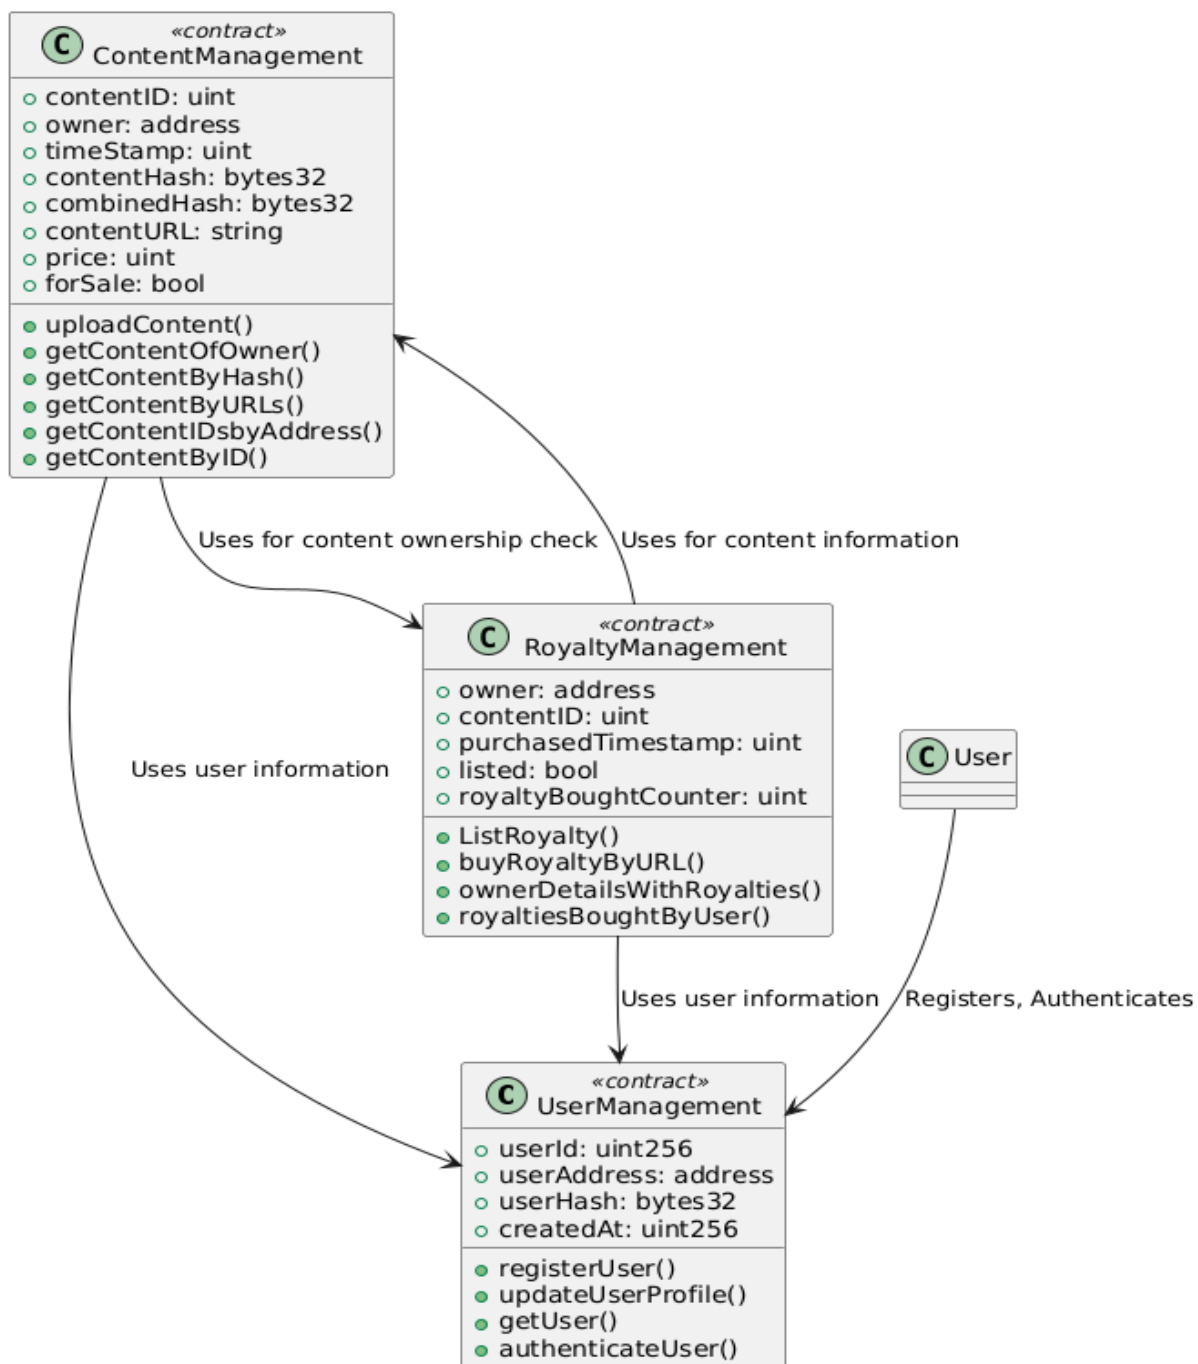 «contract»
C ContentManagement
contentID: uint
owner: address
timeStamp: uint
contentHash: bytes32
combinedHash: bytes32
contentURL: string
price: uint
forSale: bool
uploadContent()
getContentOfOwner()
getContentByHash()
getContentByURLs()
getContentIDsbyAddress()
getContentByID()
Uses for content ownership check
Uses for content information
«contract»
C RoyaltyManagement
owner: address
contentID: uint
purchasedTimestamp: uint
listed: bool
royaltyBoughtCounter: uint
ListRoyalty()
buyRoyaltyByURL()
ownerDetailsWithRoyalties()
royaltiesBoughtByUser()
C User
Uses user information
Uses user information
Registers, Authenticates
«contract»
C UserManagement
userId: uint256
userAddress: address
userHash: bytes32
createdAt: uint256
registerUser()
updateUserProfile()
getUser()
authenticateUser()